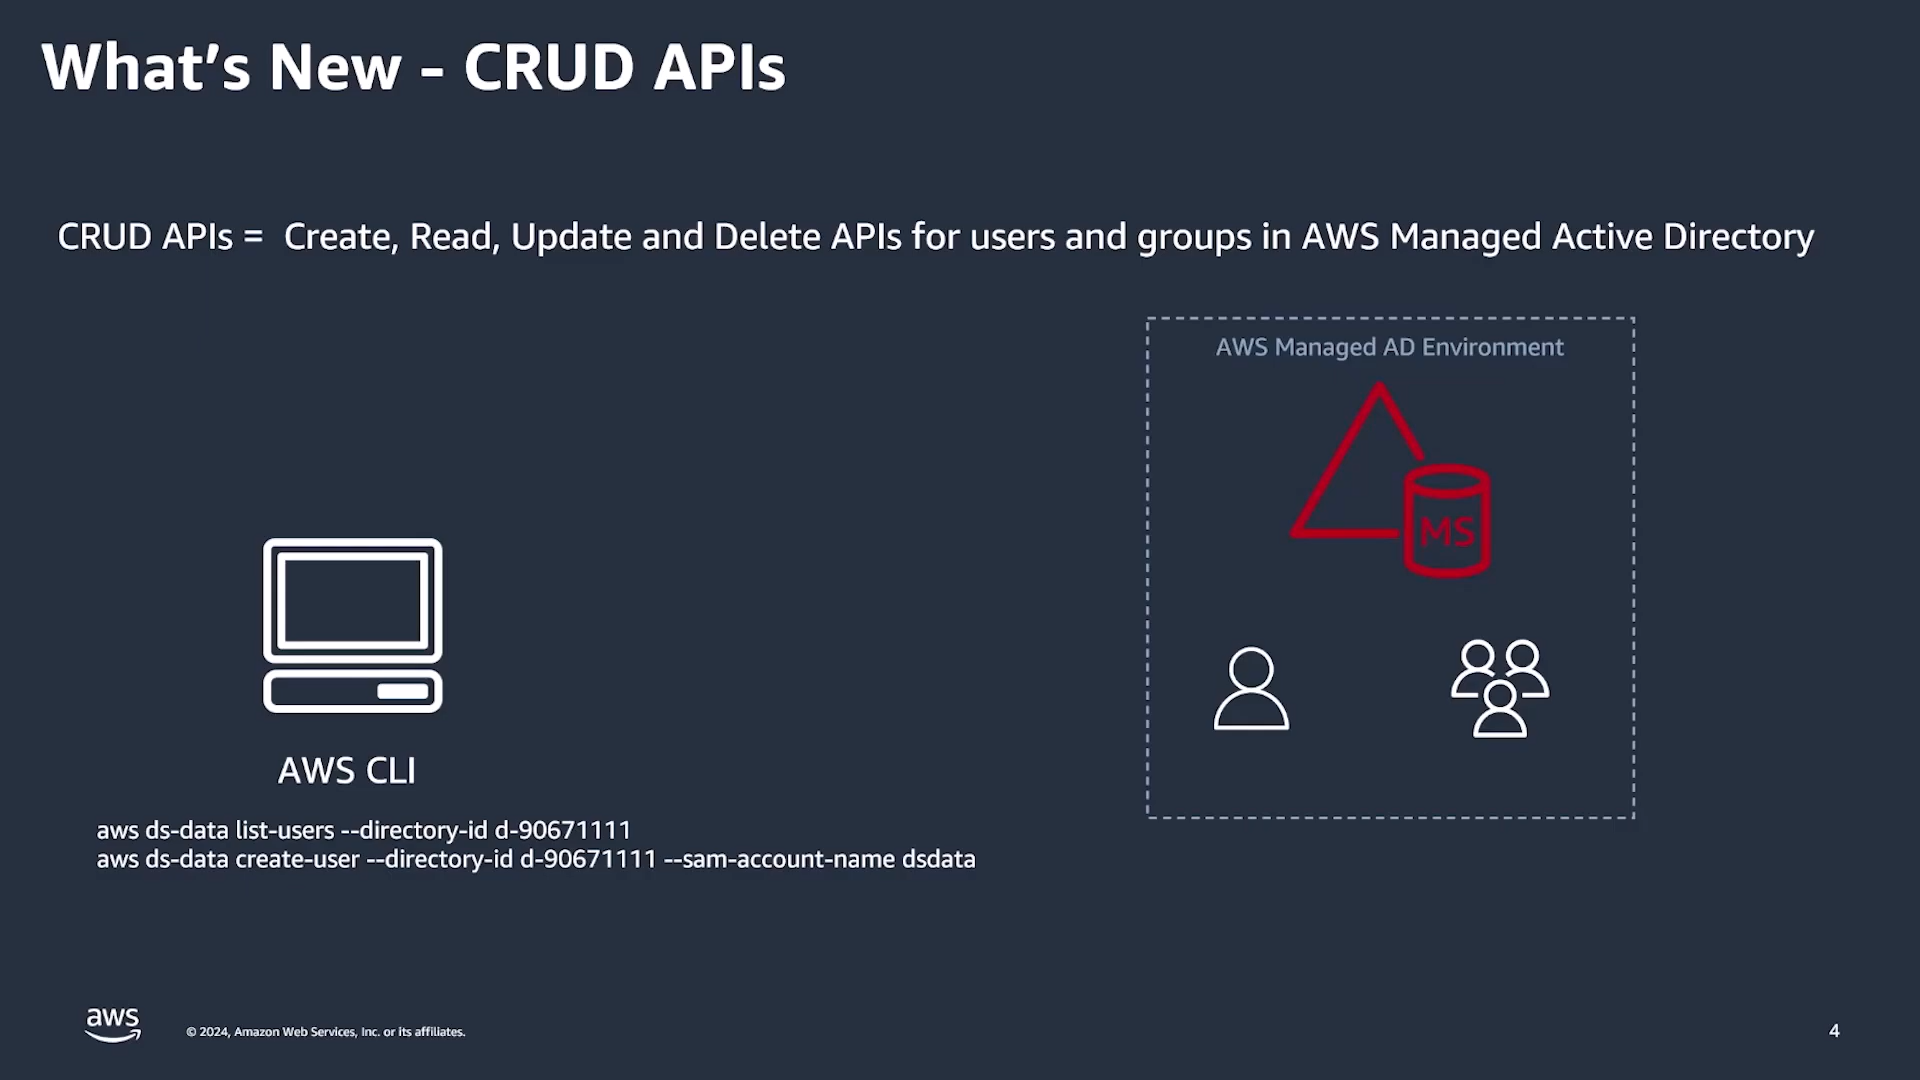 What’s New - CRUD APIs
CRUD APIs = Create, Read, Update and Delete APIs for users and groups in AWS Managed Active Directory
AWS Managed AD Environment
MS
AWS CLI
aws ds-data list-users --directory-id d-90671111
aws ds-data create-user --directory-id d-90671111 --sam-account-name dsdata
aws
© 2024, Amazon Web Services, Inc. or its affiliates.
4